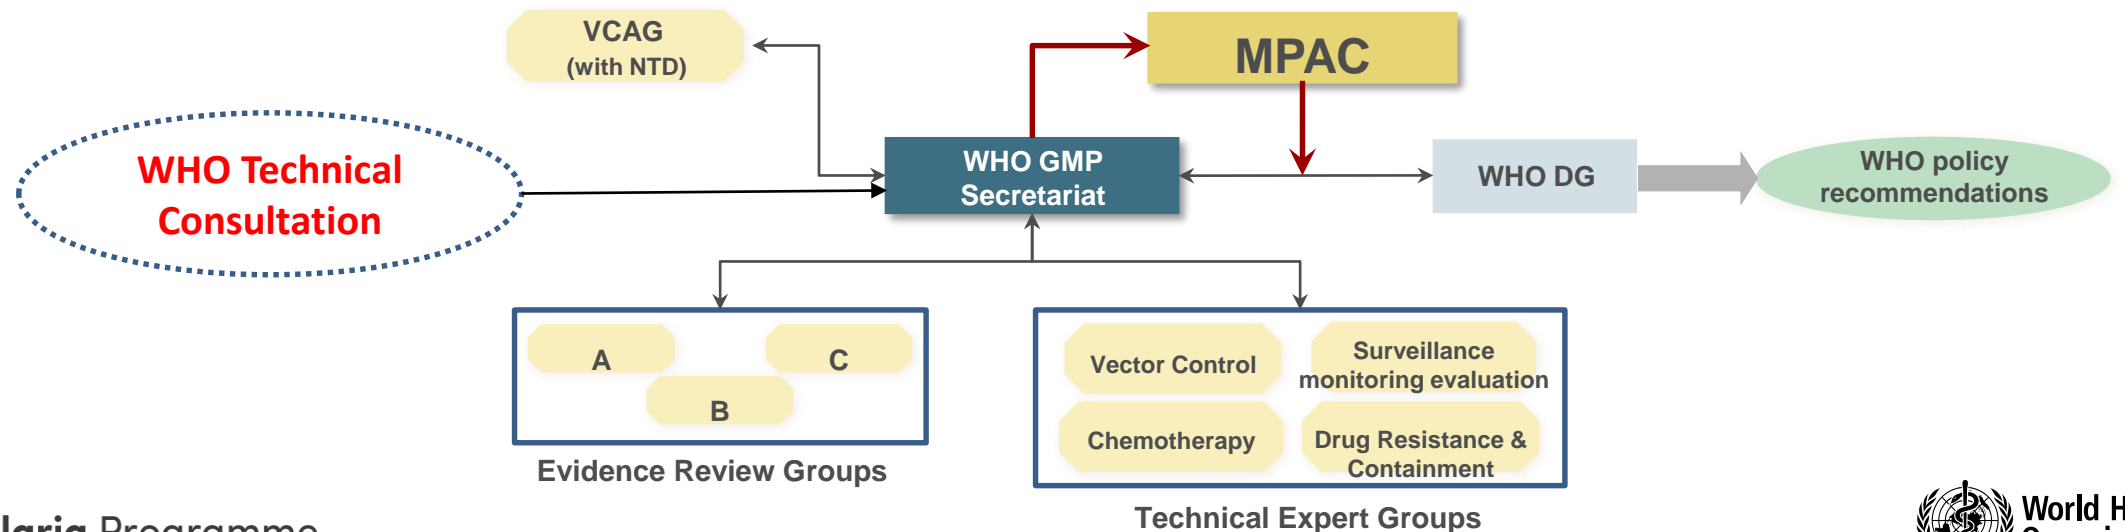 VCAG
(with NTD)
MPAC
WHO Technical
Consultation
WHO GMP
Secretariat
WHO DG
WHO policy
recommendations
A
C
B
Evidence Review Groups
Vector Control
Surveillance
monitoring evaluation
Chemotherapy
Drug Resistance &
Containment
Technical Expert Groups
Programme
World H